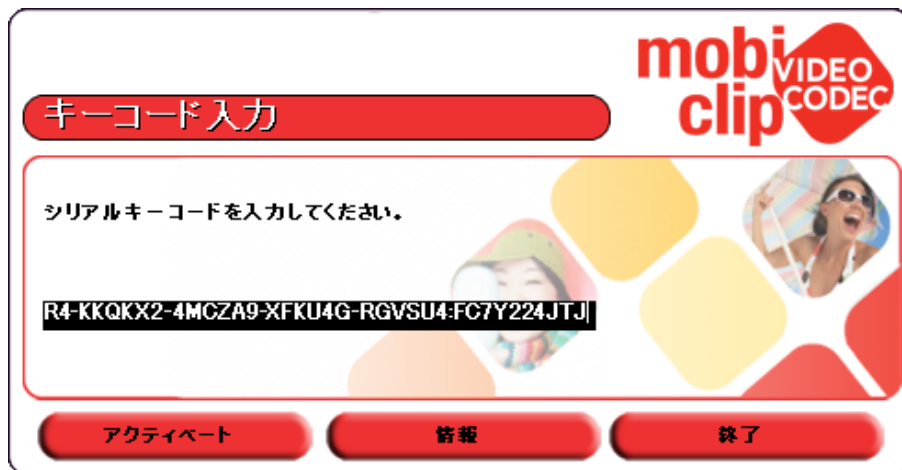 mobi
clip
VIDEO
CODEC
キーコード入力
シリアルキーコードを入力してください。
R4-KKQKX2-4MCZA9-XFKU4G-RGVSU4:FC7Y224JTJ
アクティベート
情報
終了